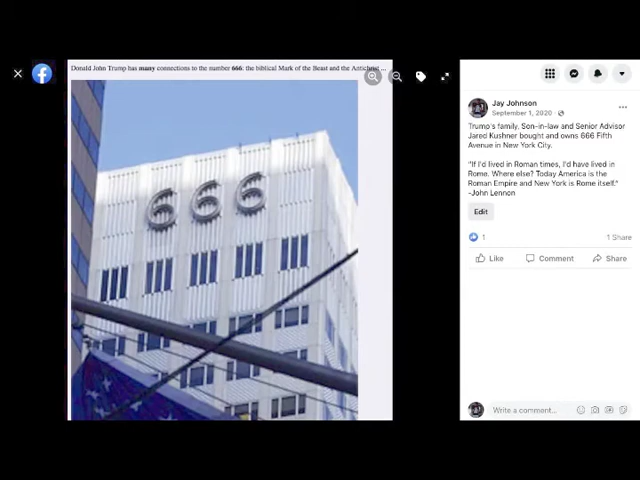 Donald John Trump has many connections to the number 666: the biblical Mark of the Beast and the Antichrist ...
666
Jay Johnson
September 1, 2020
Trump's family, Son-in-law and Senior Advisor
Jared Kushner bought and owns 666 Fifth
Avenue in New York City.
"If I'd lived in Roman times, I'd have lived in
Rome. Where else? Today America is the
Roman Empire and New York is Rome itself."
-John Lennon
Edit
1
1 Share
Like
Comment
Share
Write a comment...